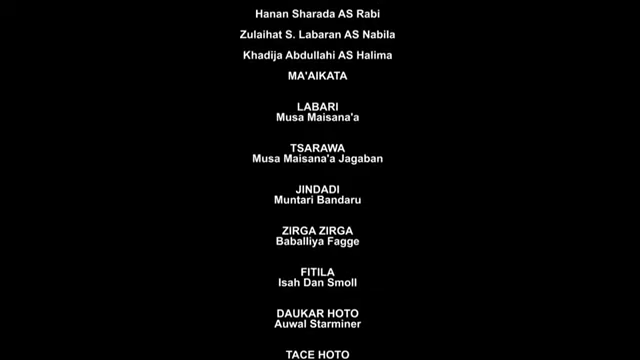 Hanan Sharada AS Rabi
Zulaihat S. Labaran AS Nabila
Khadija Abdullahi AS Halima
MA'AIKATA
LABARI
Musa Maisana'a
TSARAWA
Musa Maisana'a Jagaban
JINDADI
Muntari Bandaru
ZIRGA ZIRGA
Baballiya Fagge
FITILA
Isah Dan Smoll
DAUKAR HOTO
Auwal Starminer
TACE HOTO